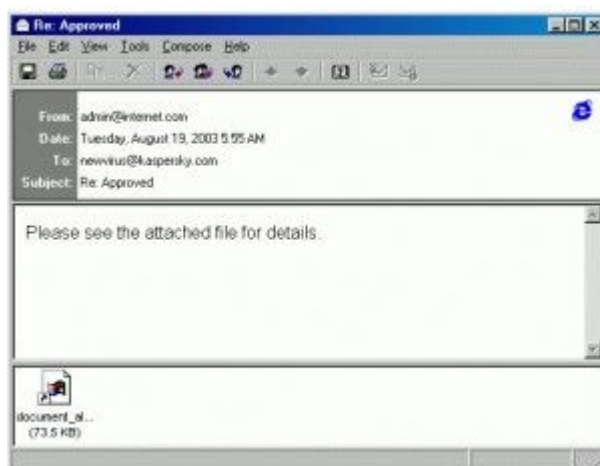 Re: Approved
File Edit View Tools Compose Help
From: admin@internet.com
Date: Tuesday, August 19, 2003 5:55 AM
To: newvirus@kaspersky.com
Subject: Re: Approved
Please see the attached file for details.
document_al...
(73.5 KB)